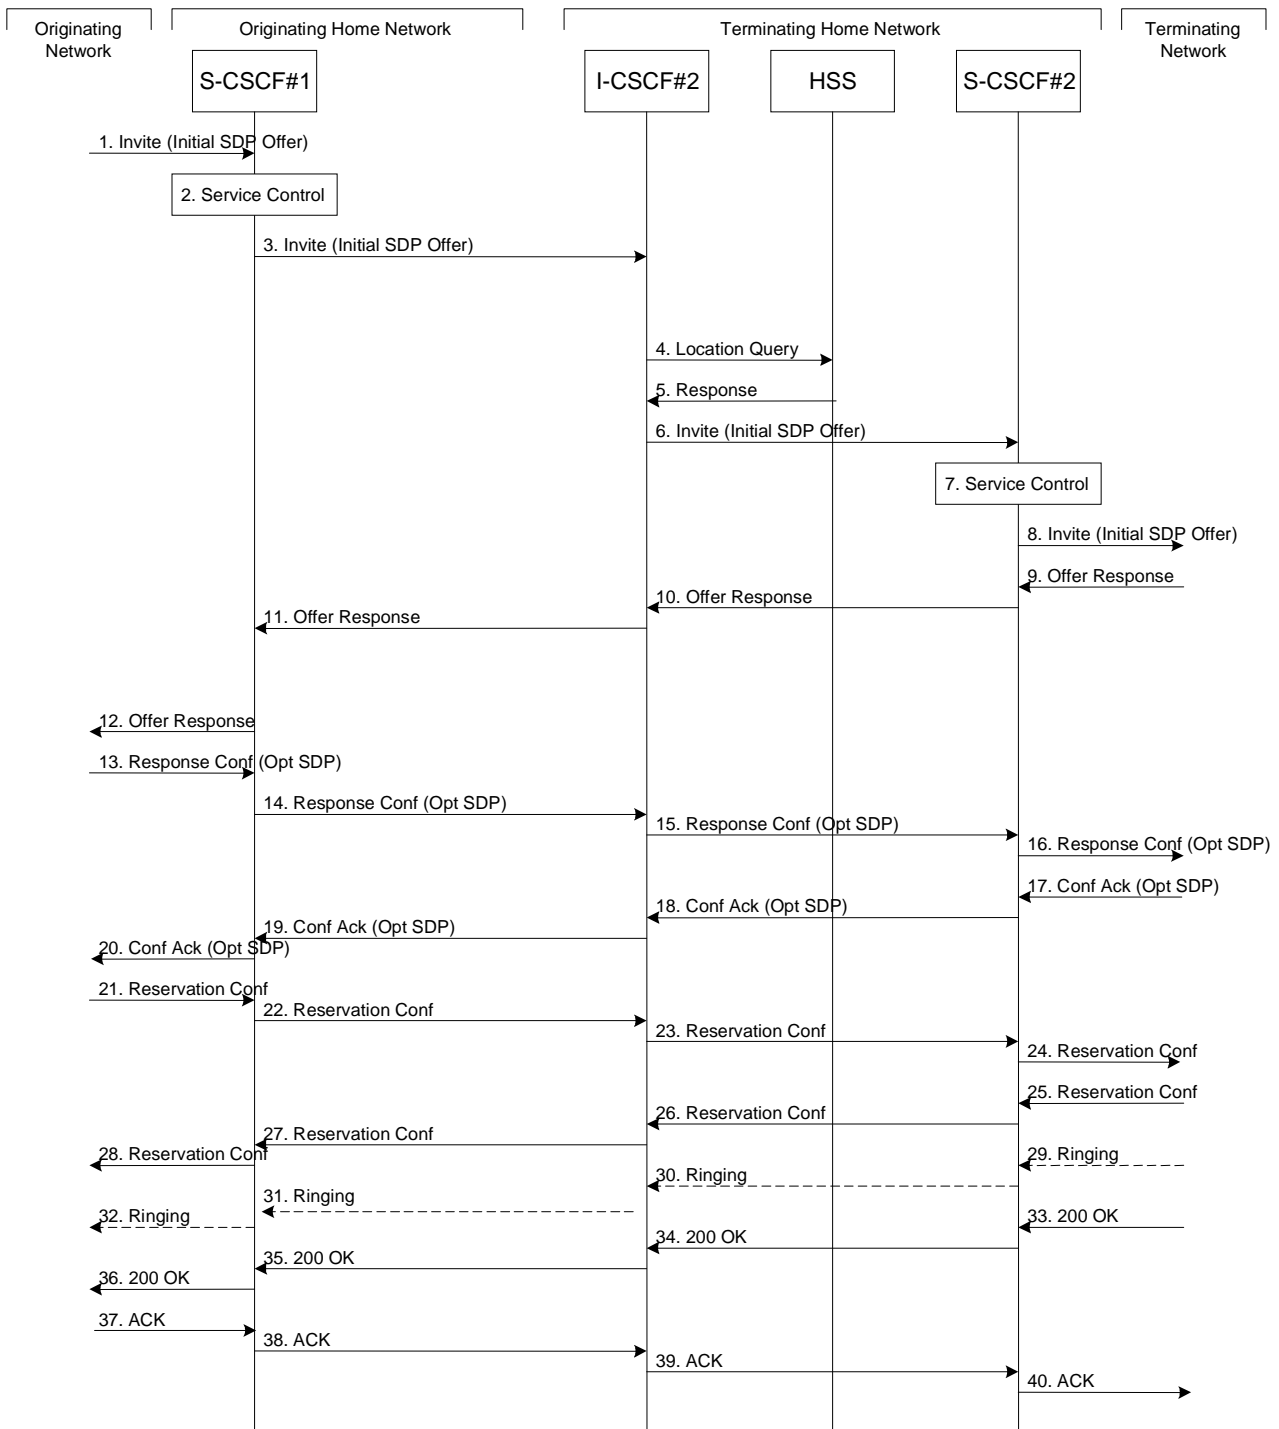 Originating
Network
Originating Home Network
Terminating Home Network
Terminating
Network
S-CSCF#1
I-CSCF#2
HSS
S-CSCF#2
1. Invite (Initial SDP Offer)
2. Service Control
3. Invite (Initial SDP Offer)
4. Location Query
5. Response
6. Invite (Initial SDP Offer)
7. Service Control
8. Invite (Initial SDP Offer)
9. Offer Response
10. Offer Response
11. Offer Response
12. Offer Response
13. Response Conf (Opt SDP)
14. Response Conf (Opt SDP)
15. Response Conf (Opt SDP)
16. Response Conf (Opt SDP)
17. Conf Ack (Opt SDP)
18. Conf Ack (Opt SDP)
19. Conf Ack (Opt SDP)
20. Conf Ack (Opt SDP)
21. Reservation Conf
22. Reservation Conf
23. Reservation Conf
24. Reservation Conf
25. Reservation Conf
26. Reservation Conf
27. Reservation Conf
28. Reservation Conf
29. Ringing
30. Ringing
31. Ringing
32. Ringing
33. 200 OK
34. 200 OK
35. 200 OK
36. 200 OK
37. ACK
38. ACK
39. ACK
40. ACK